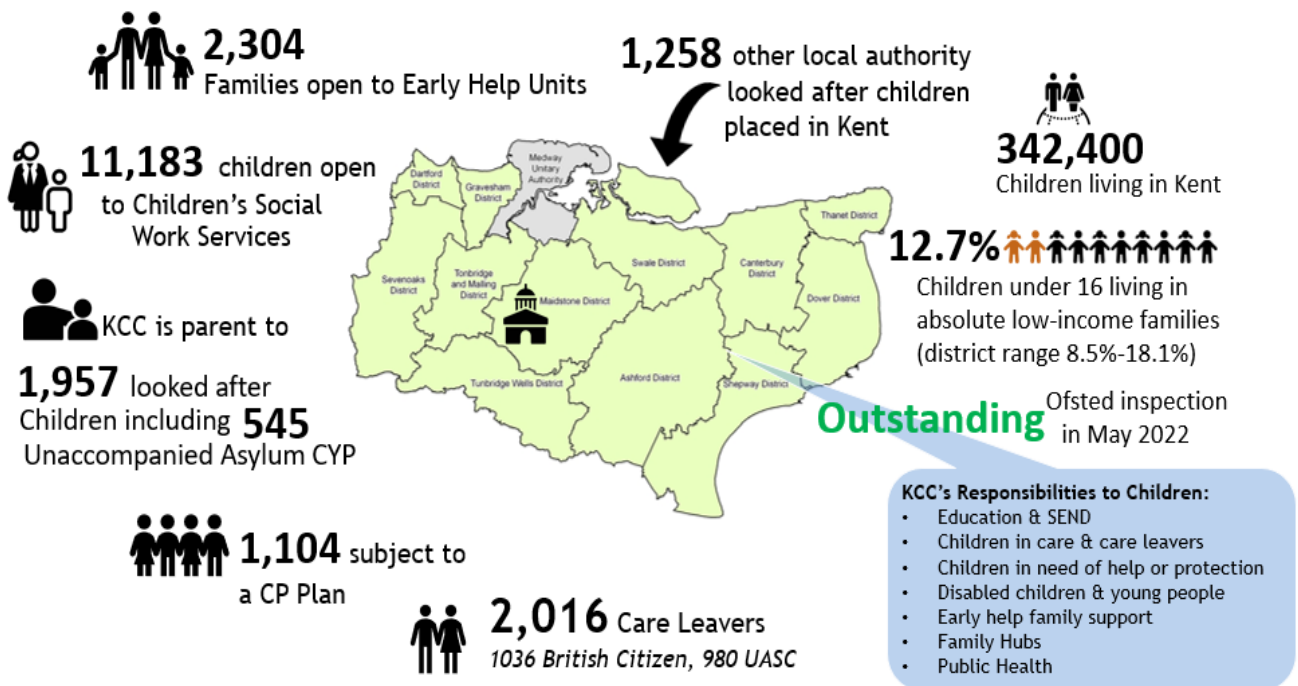 2,304
Families open to Early Help Units
1,258 other local authority
looked after children
placed in Kent
342,400
Children living in Kent
11,183 children open
to Children's Social
Work Services
12.7%
Children under 16 living in
absolute low-income families
(district range 8.5%-18.1%)
KCC is parent to
1,957 looked after
Children including 545
Unaccompanied Asylum CYP
Dartford
District
Gravesham
District
Medway
Unitary
Authority
Thanet District
Sevenoaks
District
Tonbridge
and Malling
District
Maidstone District
Swale District
Canterbury
District
Dover District
Tunbridge Wells District
Ashford District
Shepway District
Outstanding
Ofsted inspection
in May 2022
1,104 subject to
a CP Plan
2,016 Care Leavers
1036 British Citizen, 980 UASC
KCC's Responsibilities to Children:
• Education & SEND
• Children in care & care leavers
• Children in need of help or protection
• Disabled children & young people
• Early help family support
• Family Hubs
• Public Health